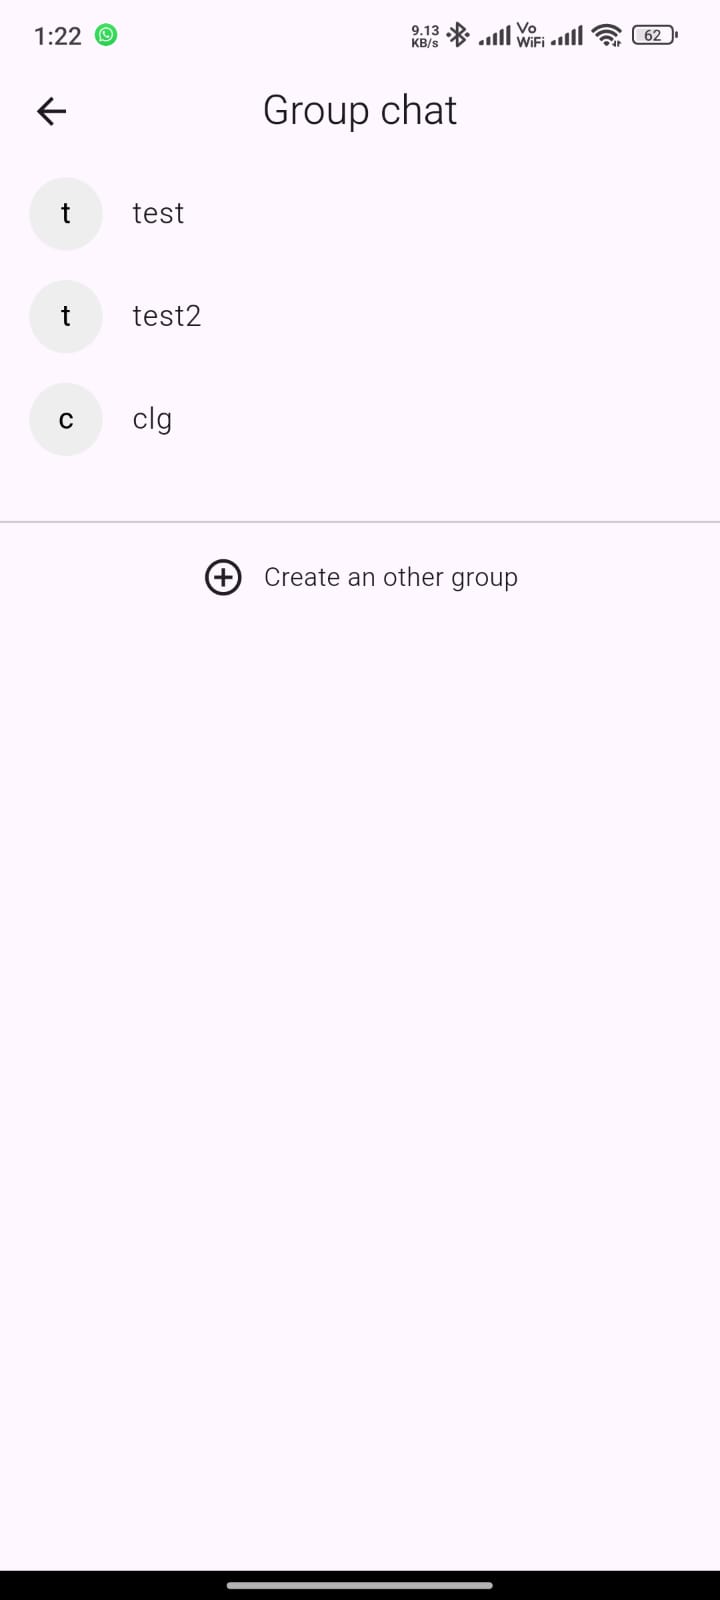 1:22 9.13 KB/s Vo WiFi 62
Group chat
t test
t test2
c clg
Create an other group